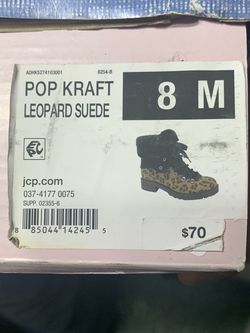 ADHK5274103001
8254-B
POP KRAFT
LEOPARD SUEDE
8 M
jcp.com
037-4177 0075
SUPP. 02355-6
8 85044 14245 5
$70